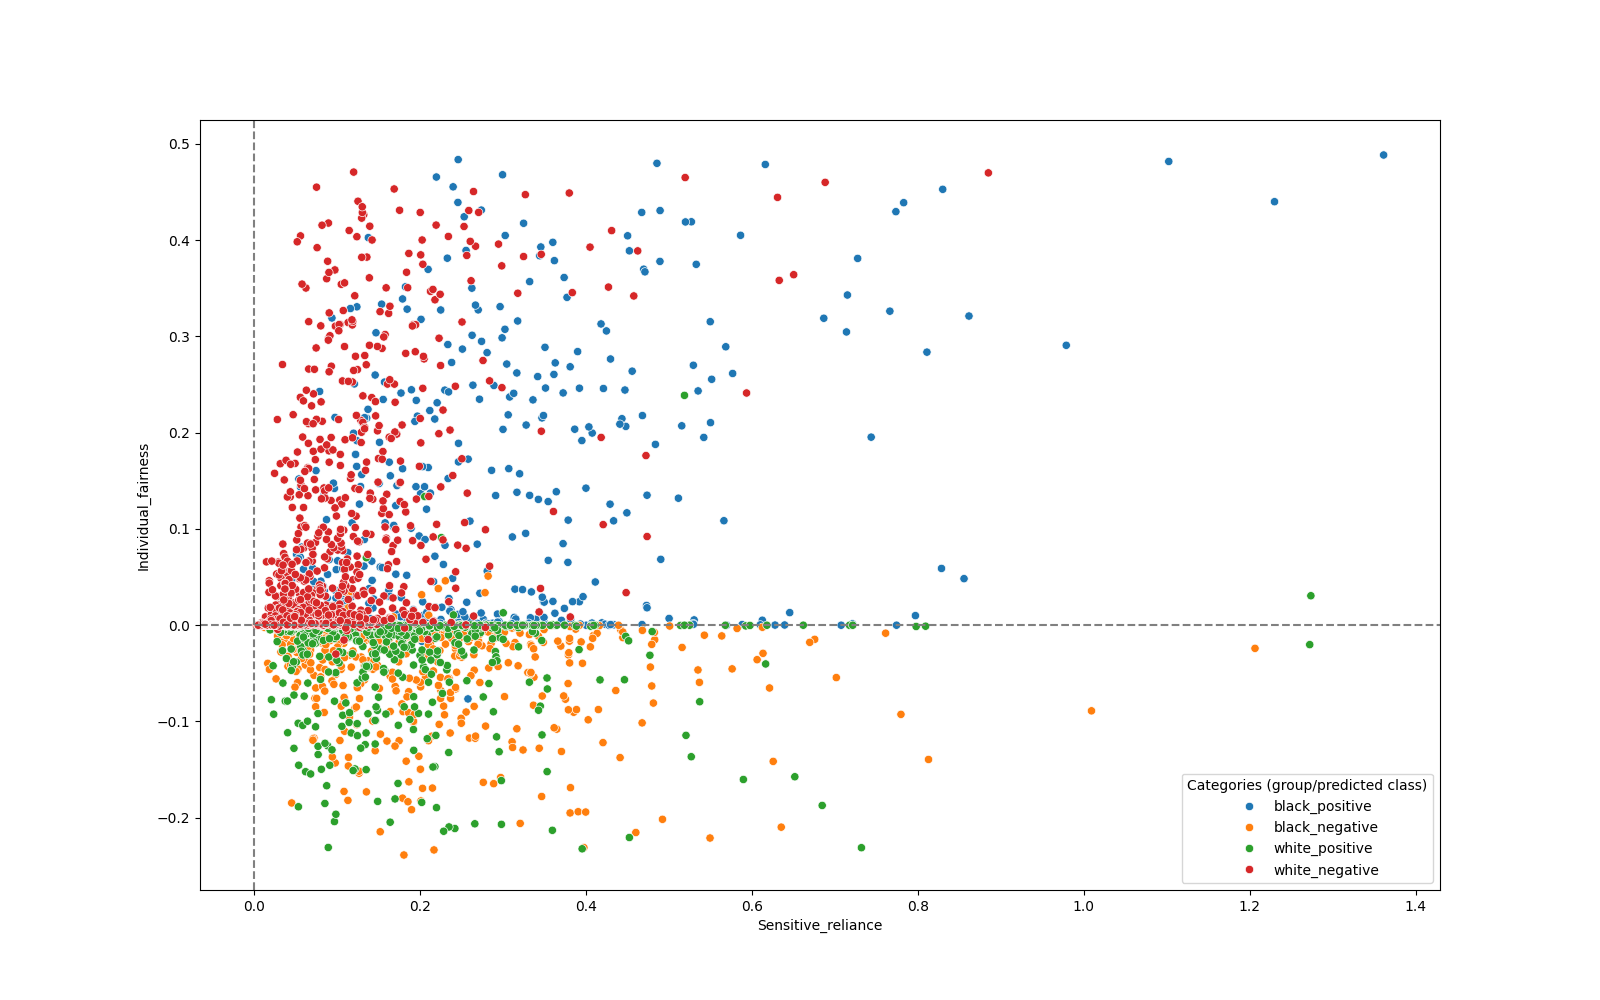 0.5
0.4
0.3
0.2
0.1
0.0
−0.1
−0.2
Individual_fairness
0.0 0.2 0.4 0.6 0.8 1.0 1.2 1.4
Sensitive_reliance
Categories (group/predicted class)
black_positive
black_negative
white_positive
white_negative